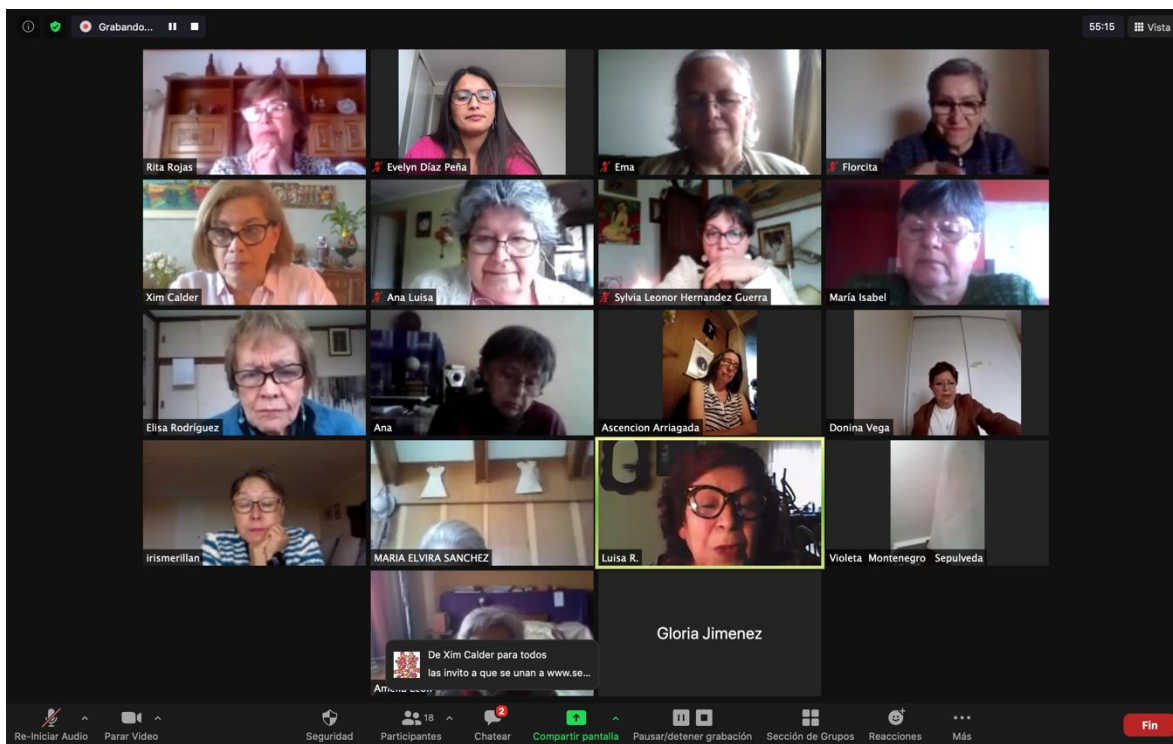 Grabando...
55:15
Vista
Rita Rojas
Evelyn Díaz Peña
Ema
Florcita
Xim Calder
Ana Luisa
Sylvia Leonor Hernandez Guerra
María Isabel
Elisa Rodríguez
Ana
Ascencion Arriagada
Donina Vega
irismerillan
MARIA ELVIRA SANCHEZ
Luisa R.
Violeta Montenegro Sepulveda
De Xim Calder para todos
las invito a que se unan a www.se...
Amelia León
Gloria Jimenez
Re-Iniciar Audio
Parar Video
Seguridad
18
Participantes
2
Chatear
Compartir pantalla
Pausar/detener grabación
Sección de Grupos
Reacciones
Más
Fin